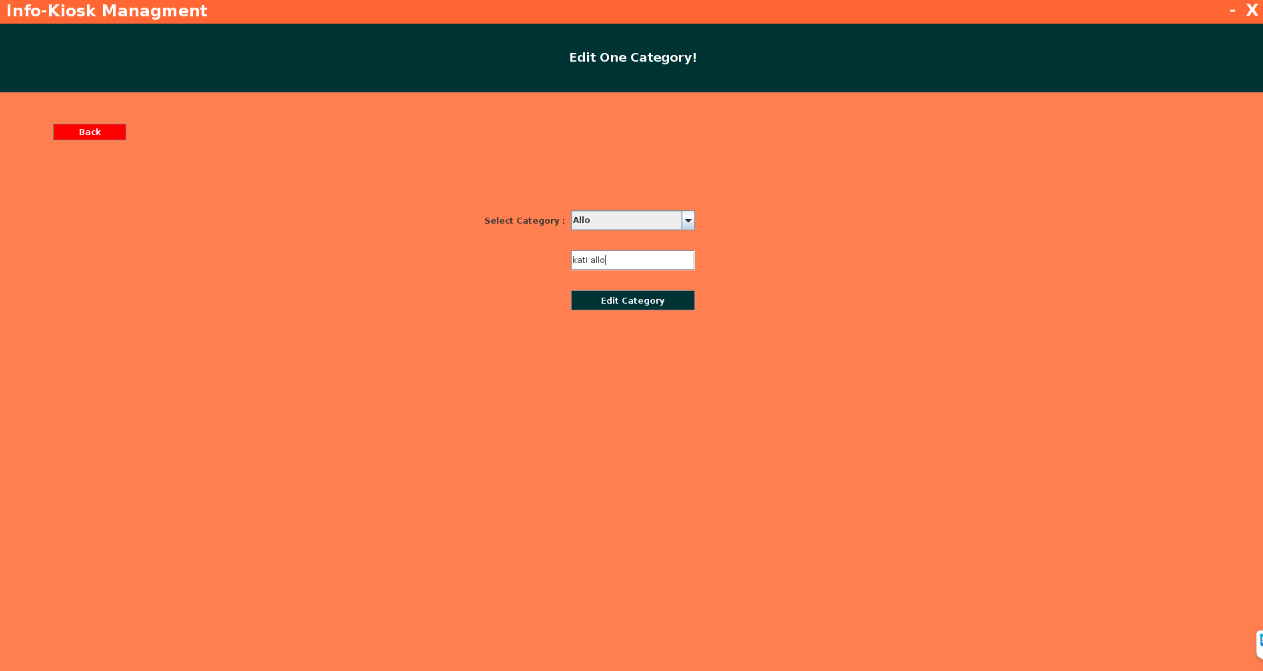 Info-Kiosk Managment - X
Edit One Category!
Back
Select Category : Allo
kati allo
Edit Category